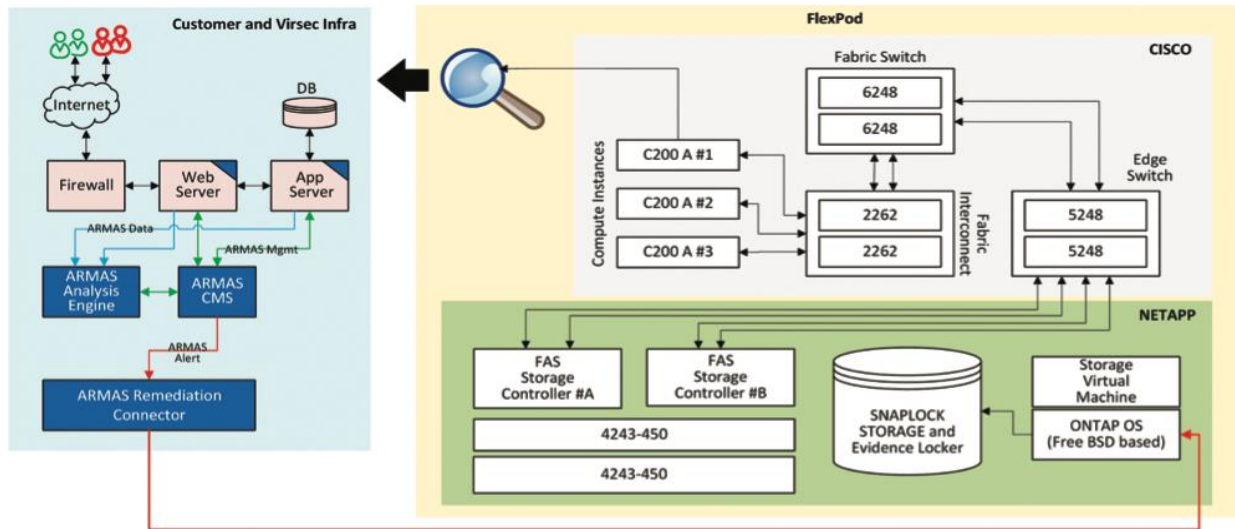 Customer and Virsec Infra
Internet
DB
Firewall
Web
Server
App
Server
ARMAS Data
ARMAS Mgmt
ARMAS
Analysis
Engine
ARMAS
CMS
ARMAS
Alert
ARMAS Remediation
Connector
FlexPod
CISCO
Fabric Switch
6248
6248
Compute Instances
C200 A #1
C200 A #2
C200 A #3
2262
2262
Fabric
Interconnect
Edge
Switch
5248
5248
NETAPP
FAS
Storage
Controller #A
FAS
Storage
Controller #B
4243-450
4243-450
SNAPLOCK
STORAGE and
Evidence Locker
Storage
Virtual
Machine
ONTAP OS
(Free BSD based)